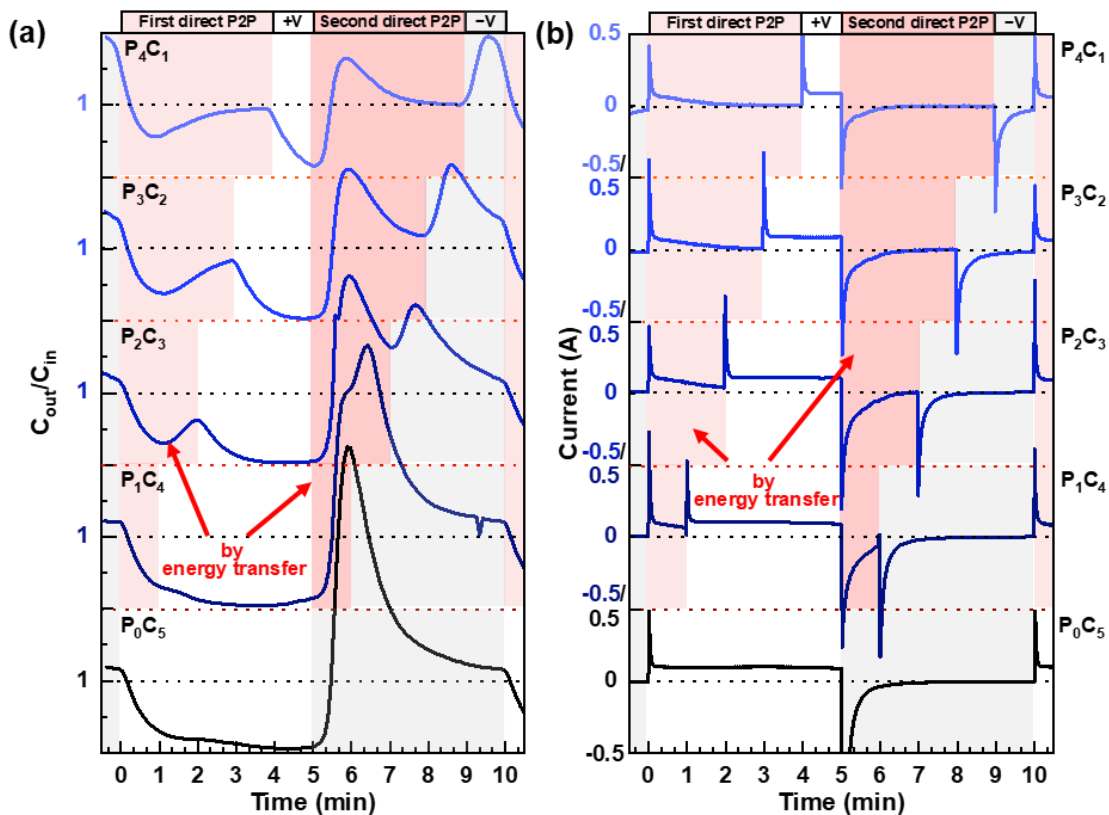 (a)
First direct P2P
+V
Second direct P2P
−V
P₄C₁
1
P₃C₂
1
P₂C₃
1
P₁C₄
1
by
energy transfer
P₀C₅
1
C_out/C_in
0 1 2 3 4 5 6 7 8 9 10
Time (min)
(b)
First direct P2P
+V
Second direct P2P
−V
0.5
P₄C₁
0
-0.5/
0.5
P₃C₂
0
-0.5/
0.5
P₂C₃
0
-0.5/
0.5
P₁C₄
by
energy transfer
0
-0.5/
0.5
P₀C₅
0
-0.5
Current (A)
0 1 2 3 4 5 6 7 8 9 10
Time (min)